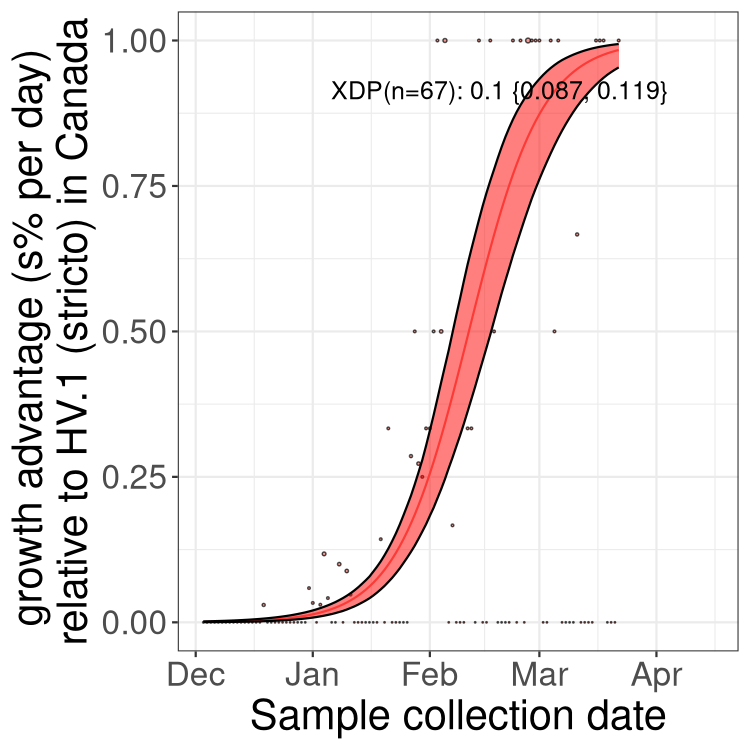 growth advantage (s% per day)
relative to HV.1 (stricto) in Canada
1.00
0.75
0.50
0.25
0.00
XDP(n=67): 0.1 {0.087, 0.119}
Dec Jan Feb Mar Apr
Sample collection date